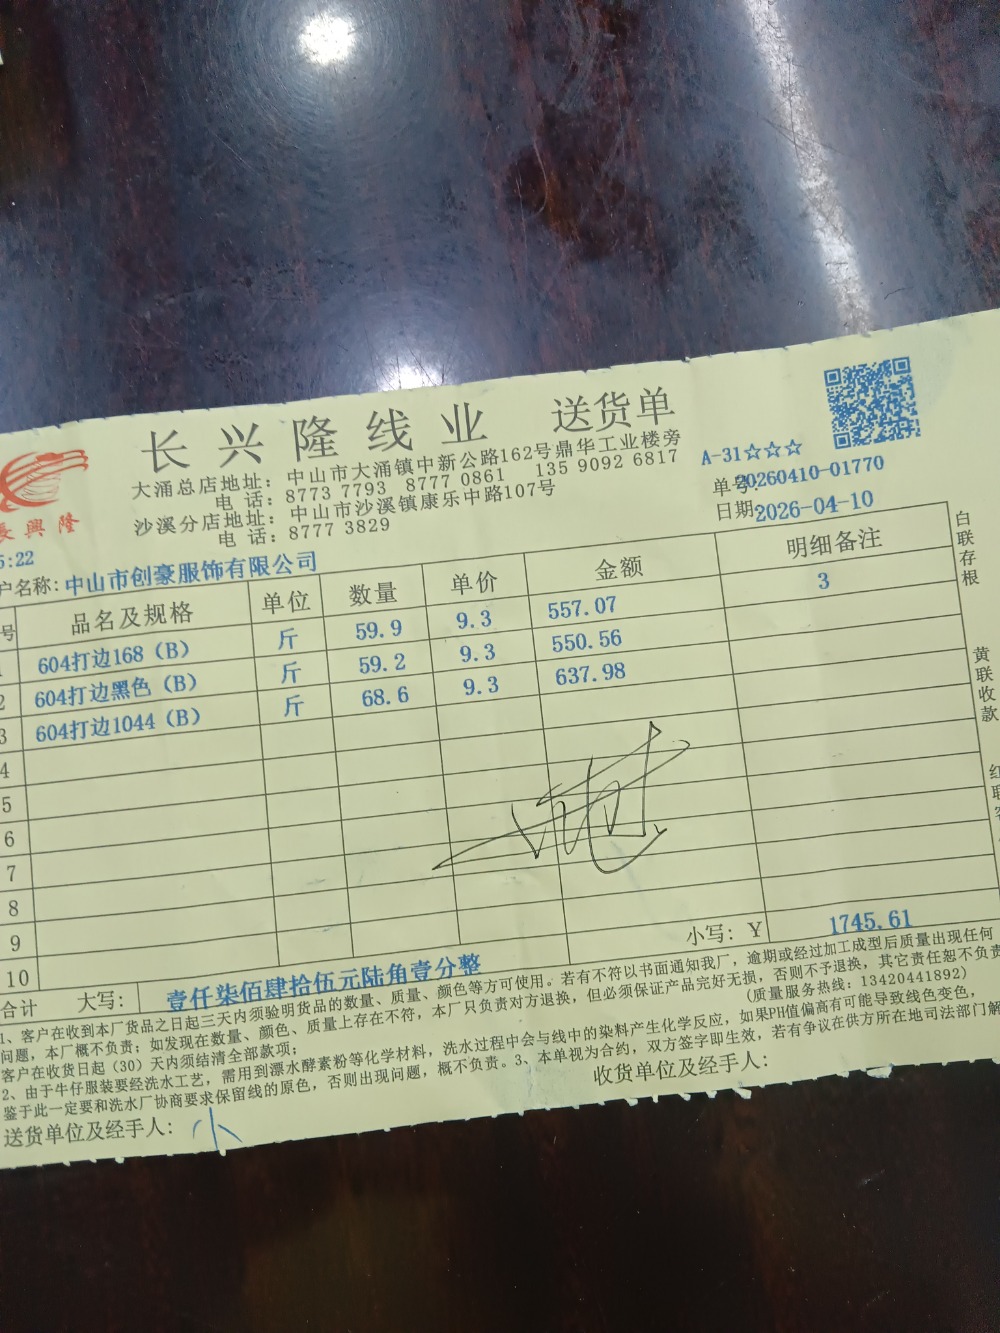 长兴隆线业 送货单
大涌总店地址：中山市大涌镇中新公路162号鼎华工业楼旁
电话：8773 7793 8777 0861 135 9092 6817
沙溪分店地址：中山市沙溪镇康乐中路107号
电话：8777 3829
A-31☆☆☆
单号：20260410-01770
日期：2026-04-10
長興隆
5:22
户名称：中山市创豪服饰有限公司
号 品名及规格 单位 数量 单价 金额 明细备注
1 604打边168（B） 斤 59.9 9.3 557.07 3
2 604打边黑色（B） 斤 59.2 9.3 550.56
3 604打边1044（B） 斤 68.6 9.3 637.98
4
5
6
7
8
9
10
合计 大写：壹仟柒佰肆拾伍元陆角壹分整 小写：Y 1745.61
1、客户在收到本厂货品之日起三天内须验明货品的数量、质量、颜色等方可使用。若有不符以书面通知我厂，逾期或经过加工成型后质量出现任何
问题，本厂概不负责；如发现在数量、颜色、质量上存在不符，本厂只负责对方退换，但必须保证产品完好无损，否则不予退换，其它责任恕不负责
客户在收货日起（30）天内须结清全部款项； （质量服务热线：13420441892）
2、由于牛仔服装要经洗水工艺，需用到漂水酵素粉等化学材料，洗水过程中会与线中的染料产生化学反应，如果PH值偏高有可能导致线色变色，
鉴于此一定要和洗水厂协商要求保留线的原色，否则出现问题，概不负责。3、本单视为合约，双方签字即生效，若有争议在供方所在地司法部门解
送货单位及经手人： 小 收货单位及经手人：
白联存根
黄联收款
红联客